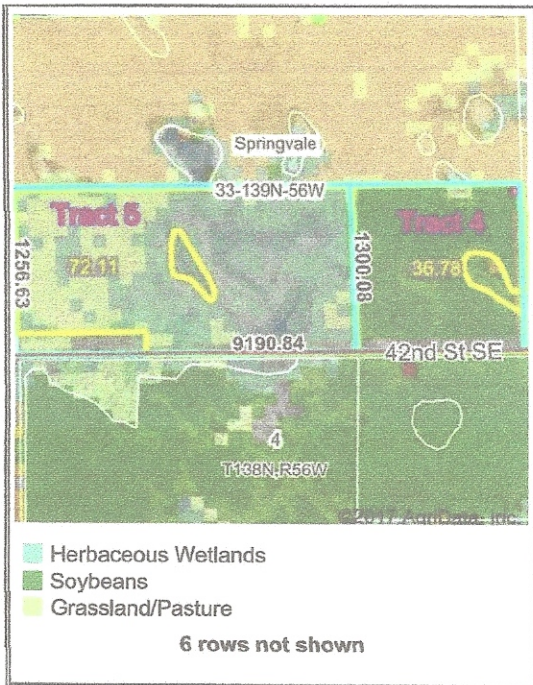 Springvale
33-139N-56W
Tract 5
Tract 4
72.11
36.78
1256.63
1300.08
9190.84
42nd St SE
4
T138N,R56W
©2017 AgriData, Inc.
Herbaceous Wetlands
Soybeans
Grassland/Pasture
6 rows not shown